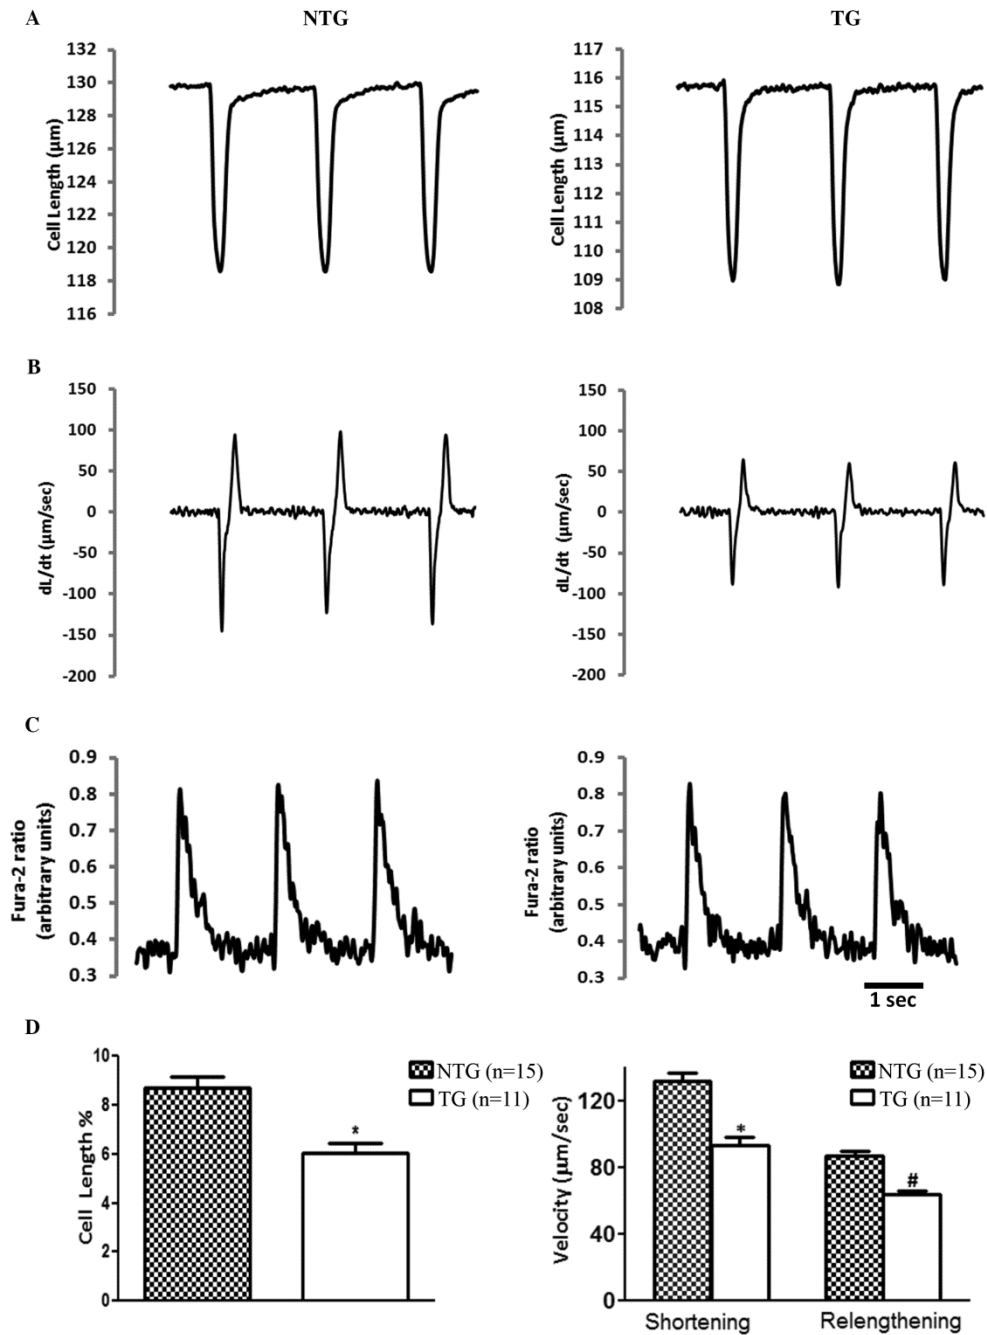 A
NTG
TG
132
130
128
126
124
122
120
118
116
Cell Length (µm)
117
116
115
114
113
112
111
110
109
108
Cell Length (µm)
B
150
100
50
0
-50
-100
-150
-200
dL/dt (µm/sec)
150
100
50
0
-50
-100
-150
-200
dL/dt (µm/sec)
C
0.9
0.8
0.7
0.6
0.5
0.4
0.3
Fura-2 ratio
(arbitrary units)
0.9
0.8
0.7
0.6
0.5
0.4
0.3
Fura-2 ratio
(arbitrary units)
1 sec
D
10
8
6
4
2
0
Cell Length %
*
NTG (n=15)
TG (n=11)
120
80
40
0
Velocity (µm/sec)
*
#
NTG (n=15)
TG (n=11)
Shortening
Relengthening